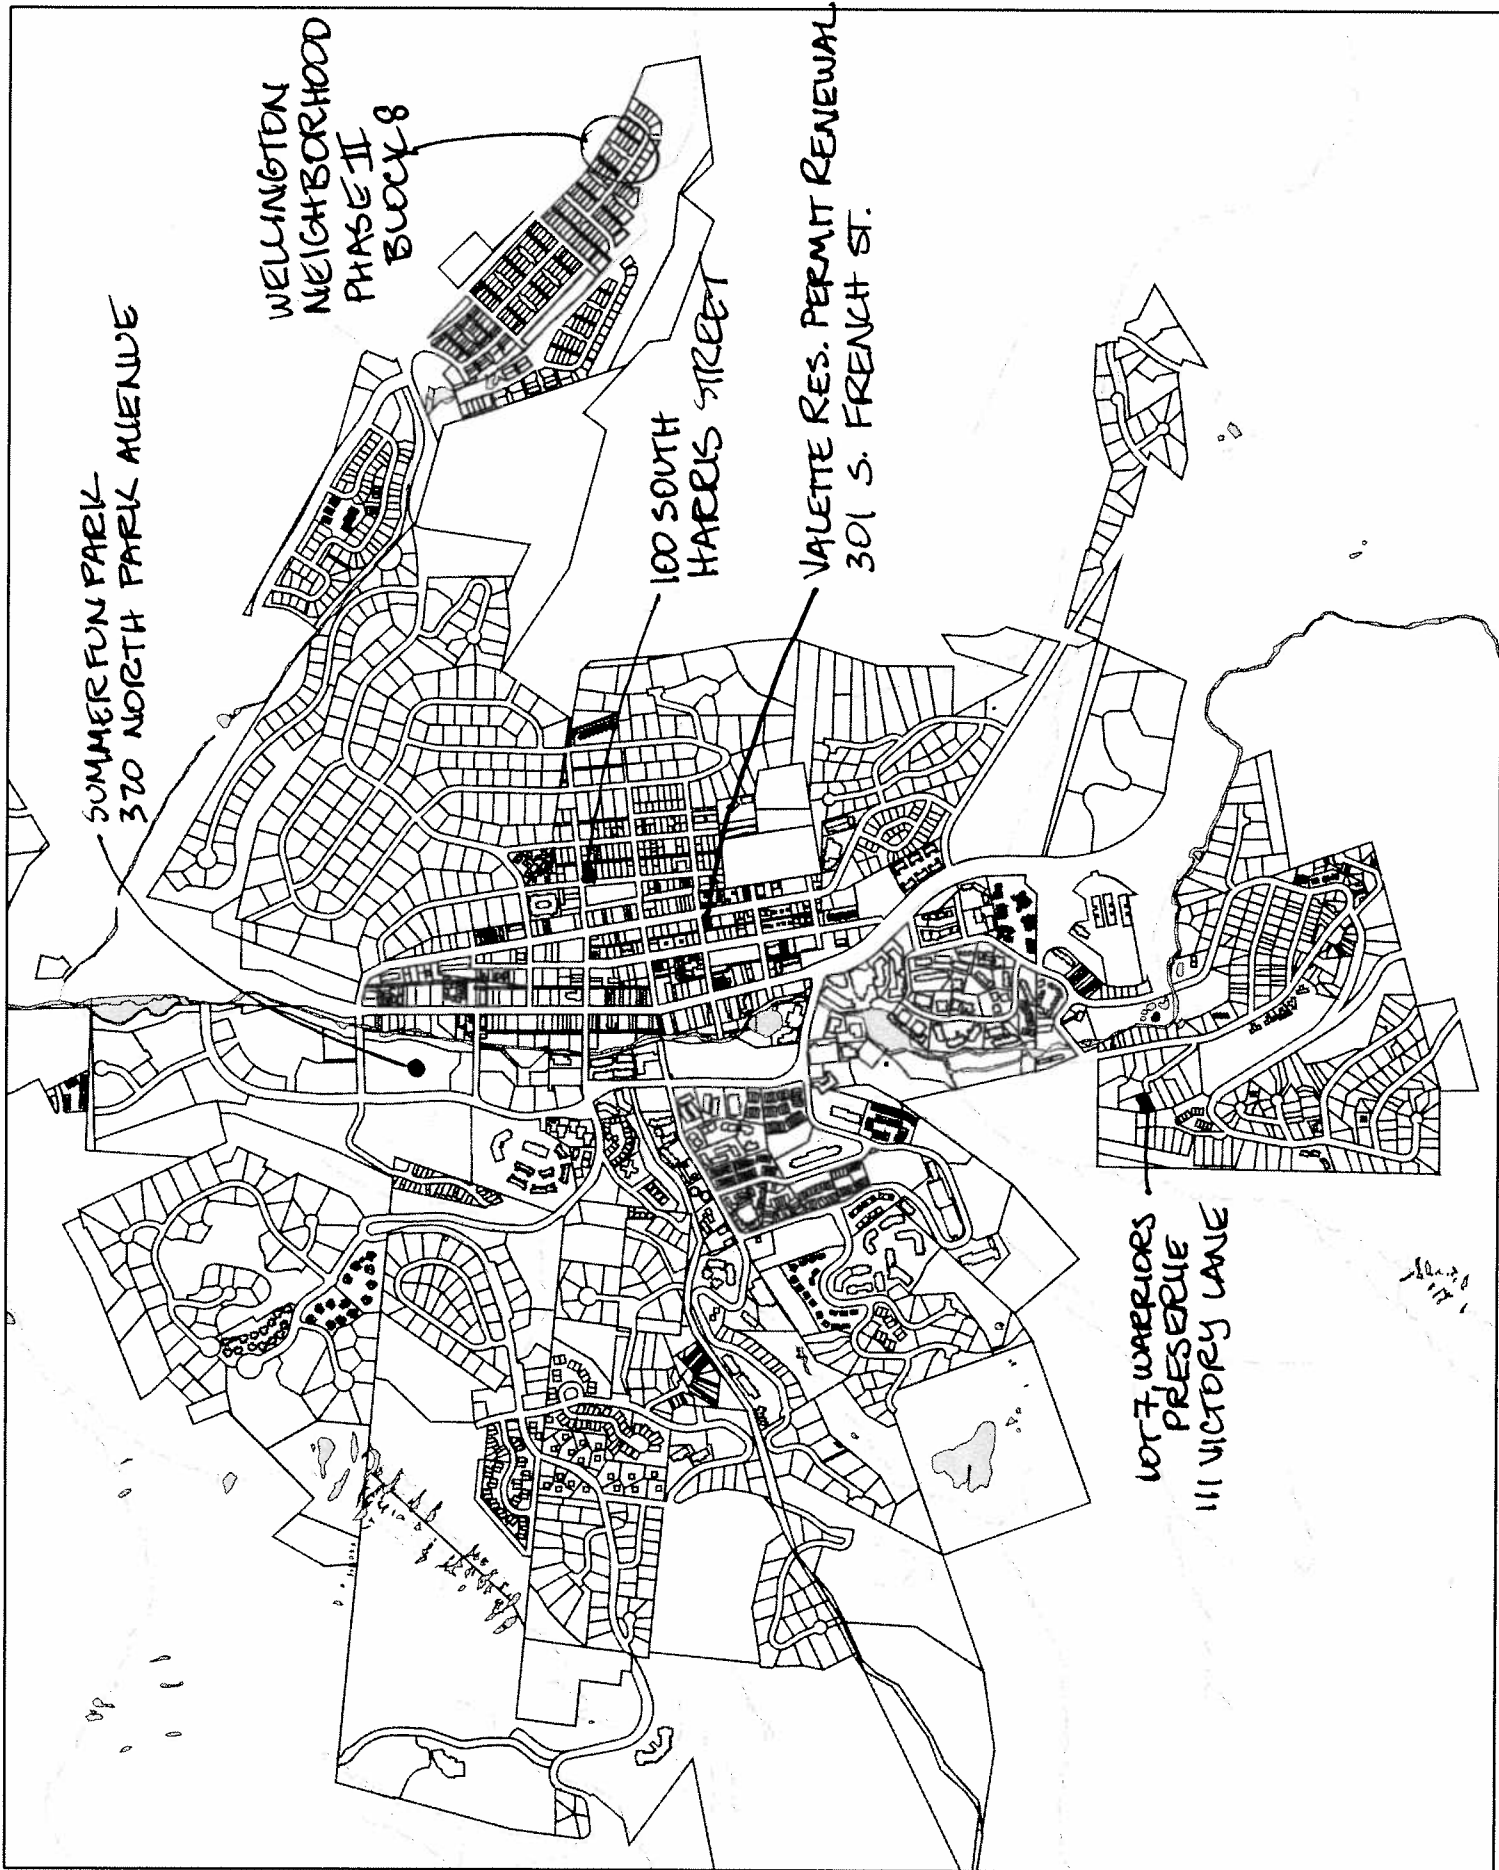 WELLINGTON
NEIGHBORHOOD
PHASE II
BLOCK 8
SUMMER FUN PARK
320 NORTH PARK AVENUE
100 SOUTH
HARRIS STREET
VALETTE RES. PERMIT RENEWAL
301 S. FRENCH ST.
LOT 7 WARRIORS
PRESERVE
111 VICTORY LANE